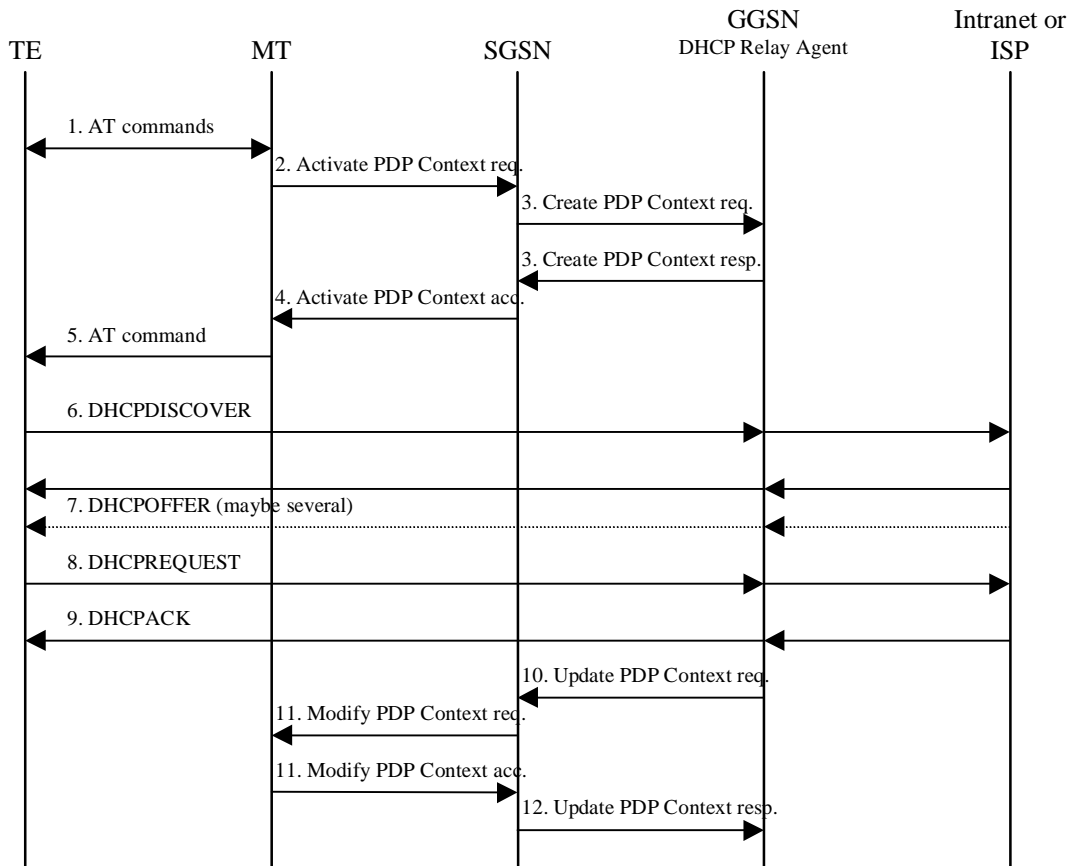 GGSN
Intranet or
TE
MT
SGSN
DHCP Relay Agent
ISP
1. AT commands
2. Activate PDP Context req.
3. Create PDP Context req.
3. Create PDP Context resp.
4. Activate PDP Context acc.
5. AT command
6. DHCPDISCOVER
7. DHCPOFFER (maybe several)
8. DHCPREQUEST
9. DHCPACK
10. Update PDP Context req.
11. Modify PDP Context req.
11. Modify PDP Context acc.
12. Update PDP Context resp.